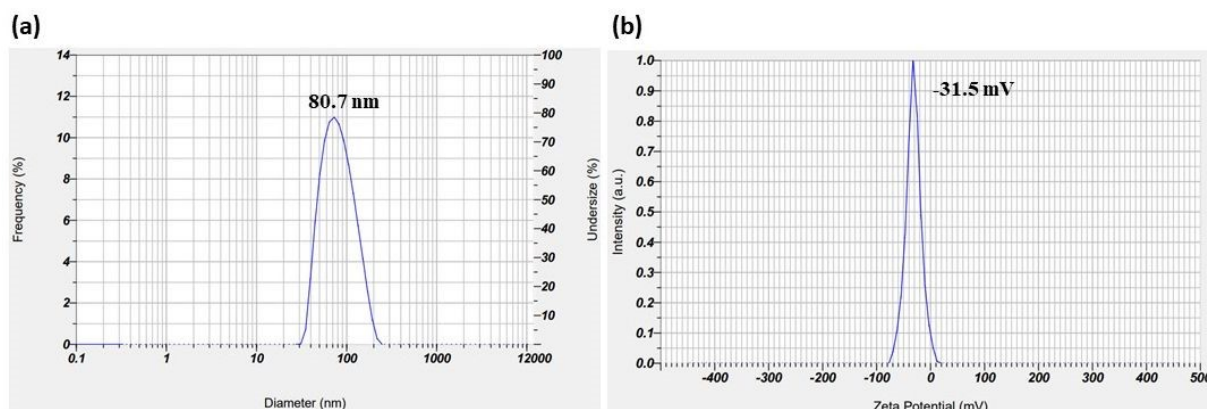 (a)
14
12
10
8
6
4
2
0
Frequency (%)
100
90
80
70
60
50
40
30
20
10
Undersize (%)
80.7 nm
0.1 1 10 100 1000 12000
Diameter (nm)
(b)
1.0
0.9
0.8
0.7
0.6
0.5
0.4
0.3
0.2
0.1
0.0
Intensity (a.u.)
-31.5 mV
-400 -300 -200 -100 0 100 200 300 400 500
Zeta Potential (mV)